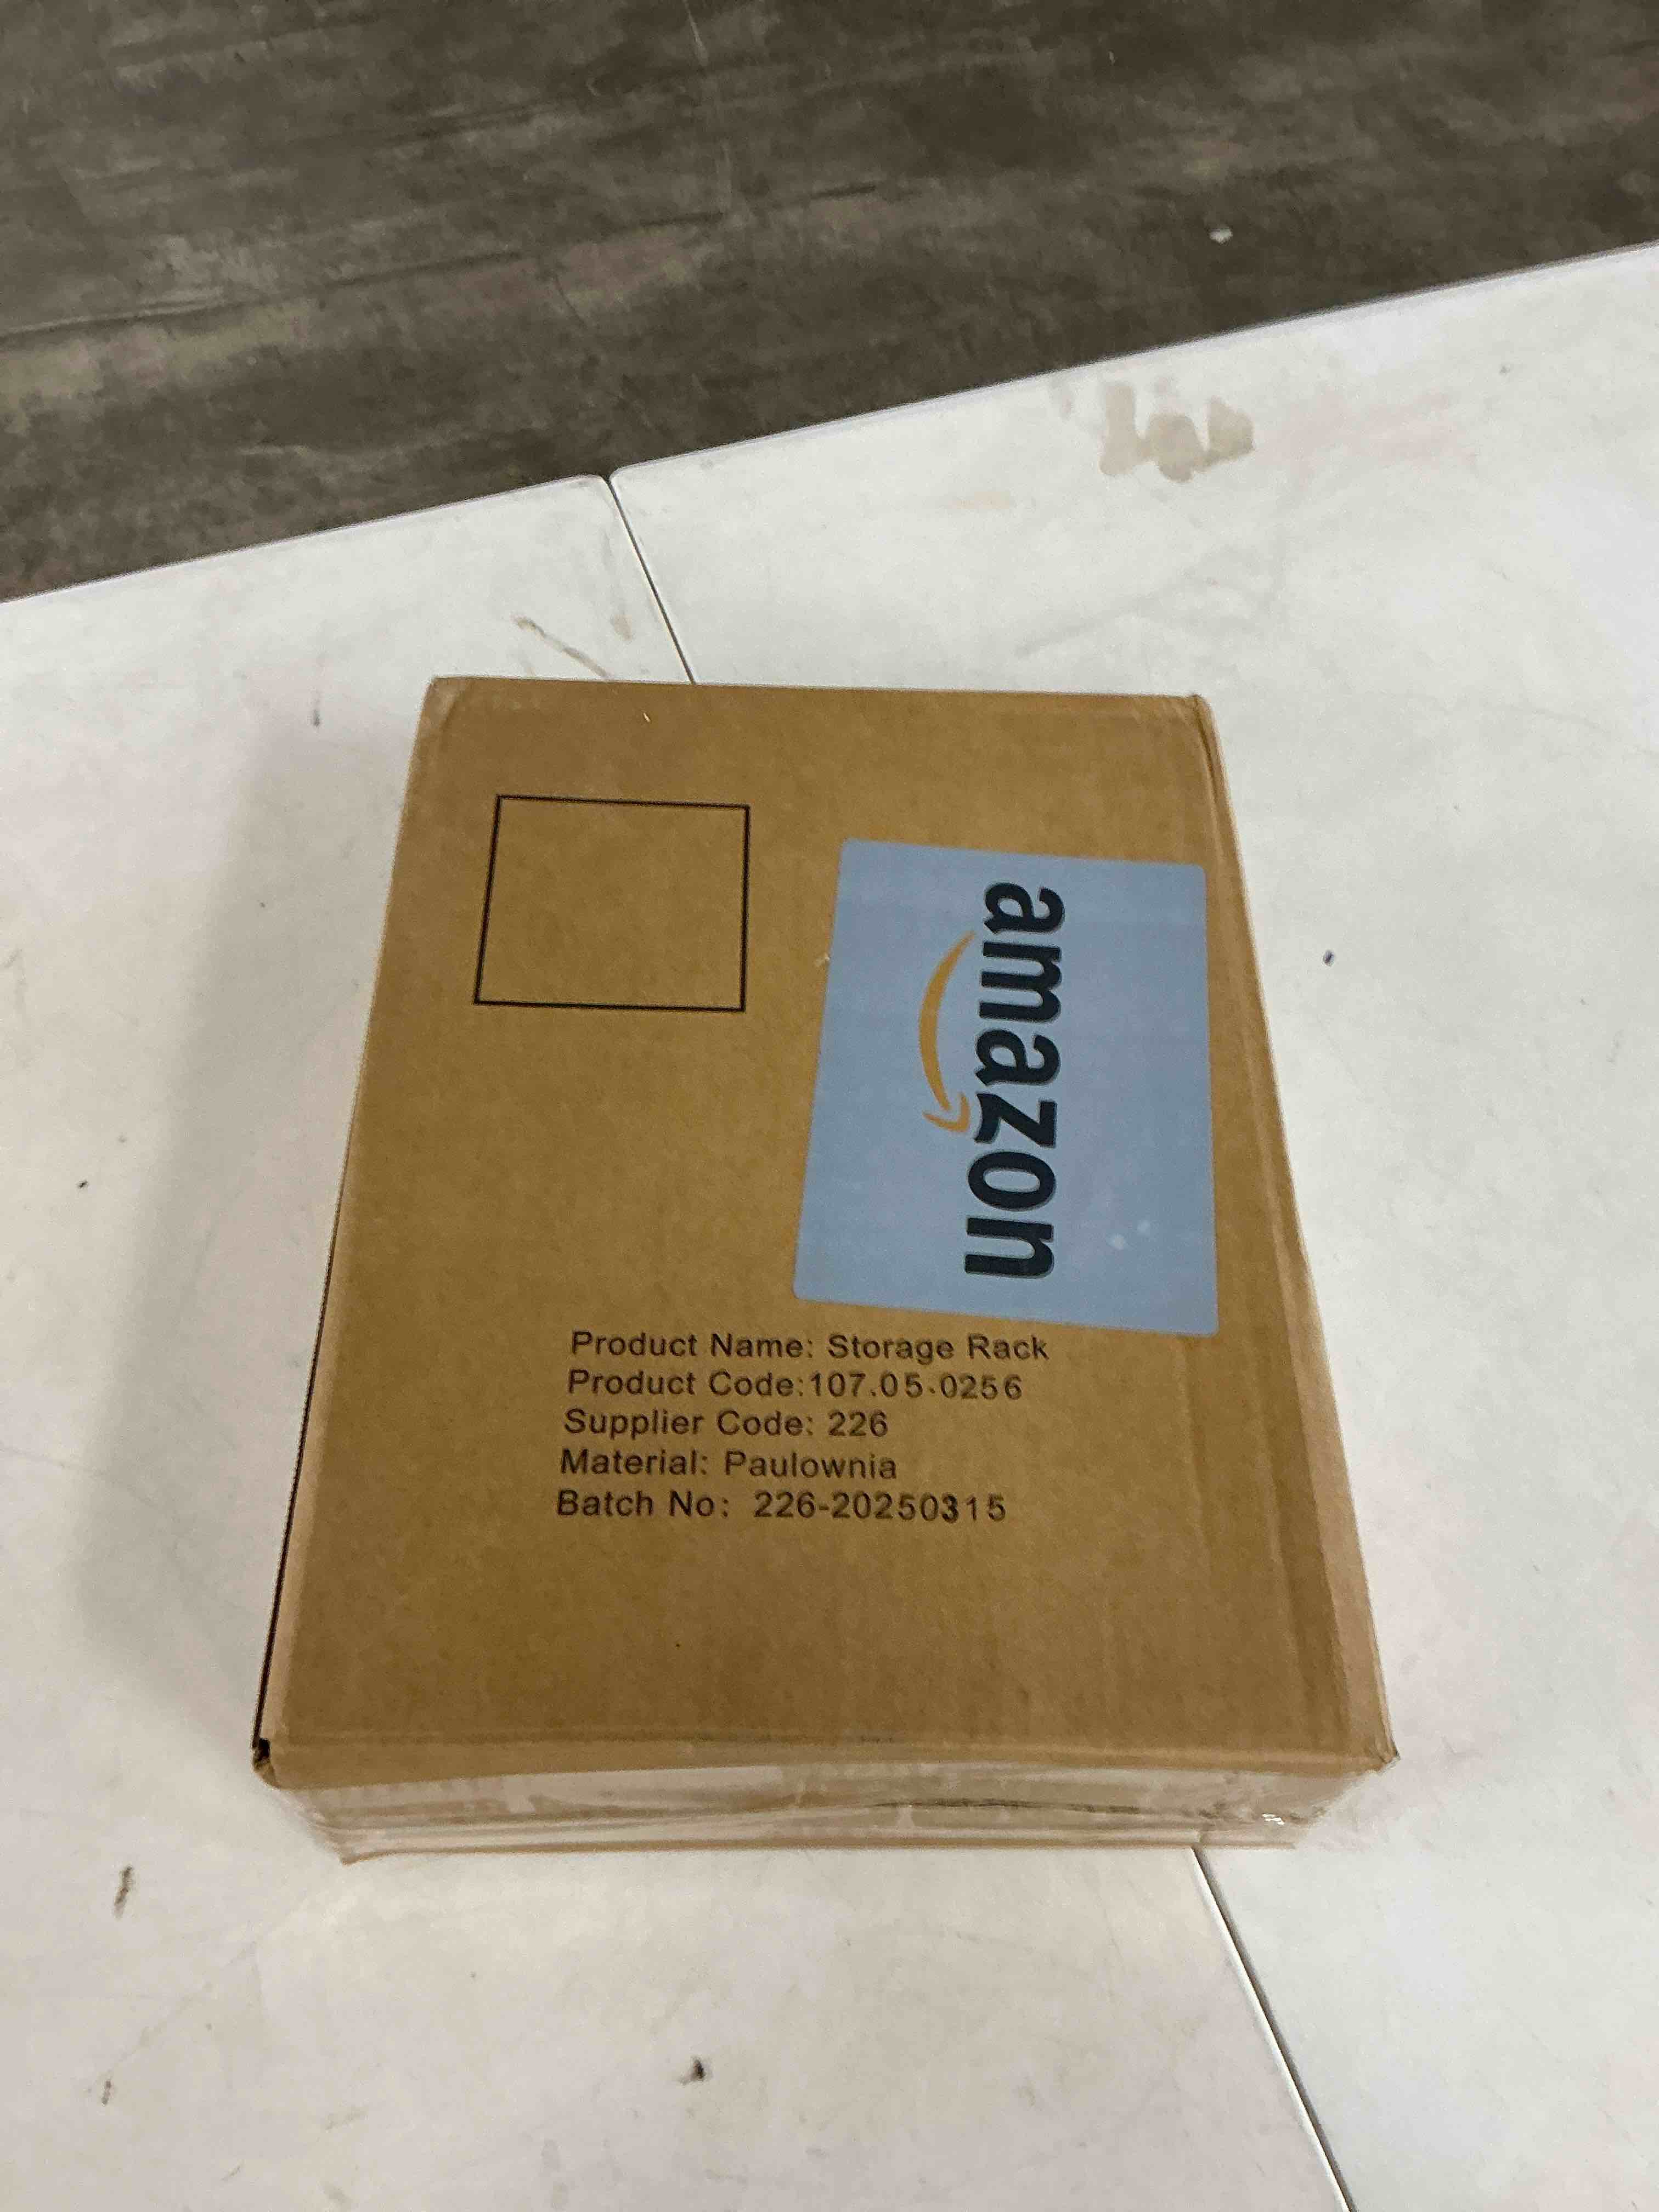 amazon
Product Name: Storage Rack
Product Code:107.05.0256
Supplier Code: 226
Material: Paulownia
Batch No: 226-20250315